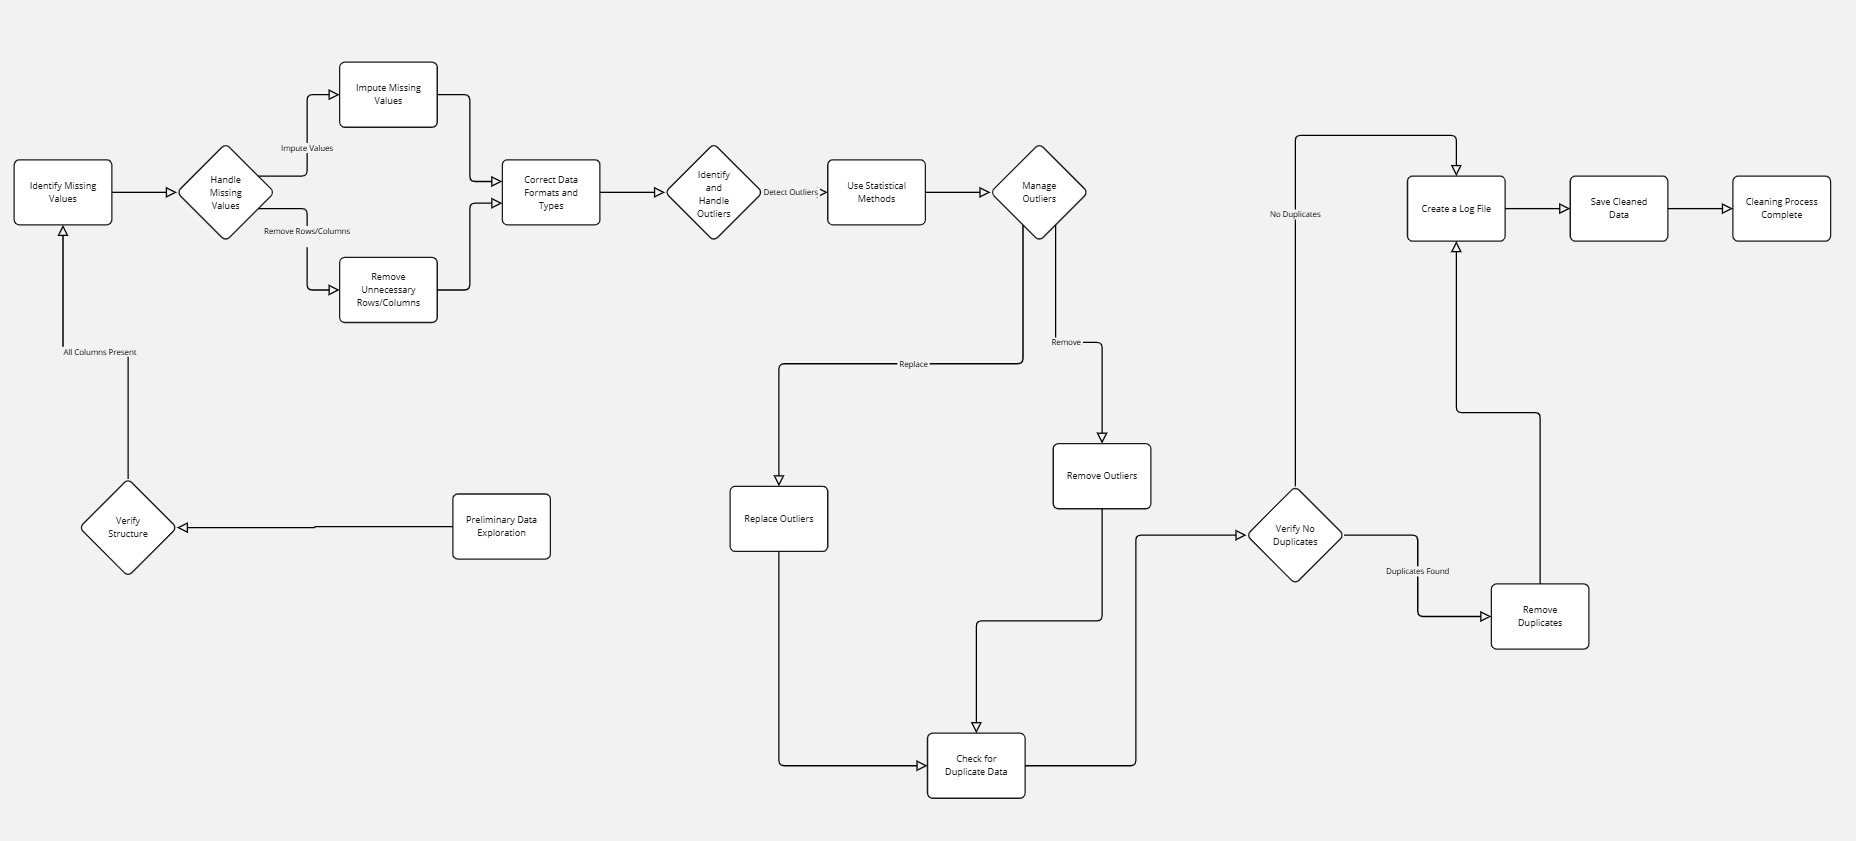 Impute Missing
Values
Impute Values
Identify Missing
Values
Handle
Missing
Values
Remove Rows/Columns
Remove
Unnecessary
Rows/Columns
Correct Data
Formats and
Types
Identify
and
Handle
Outliers
Detect Outliers
Use Statistical
Methods
Manage
Outliers
All Columns Present
Verify
Structure
Preliminary Data
Exploration
Replace
Remove
Replace Outliers
Remove Outliers
Check for
Duplicate Data
Verify No
Duplicates
No Duplicates
Duplicates Found
Remove
Duplicates
Create a Log File
Save Cleaned
Data
Cleaning Process
Complete